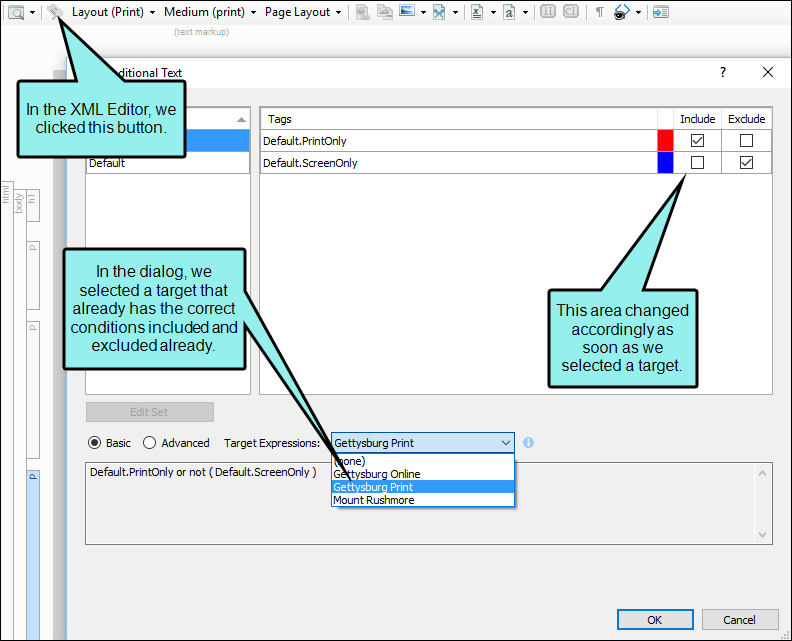 Layout (Print) Medium (print) Page Layout
(text markup)
ditional Text
?
In the XML Editor, we
clicked this button.
Tags Include Exclude
Default.PrintOnly
Default Default.ScreenOnly
html
body
h1
p
p
p
In the dialog, we
selected a target that
already has the correct
conditions included and
excluded already.
This area changed
accordingly as
soon as we
selected a target.
Edit Set
Basic Advanced Target Expressions: Gettysburg Print
(none)
Gettysburg Online
Gettysburg Print
Mount Rushmore
Default.PrintOnly or not ( Default.ScreenOnly )
OK Cancel